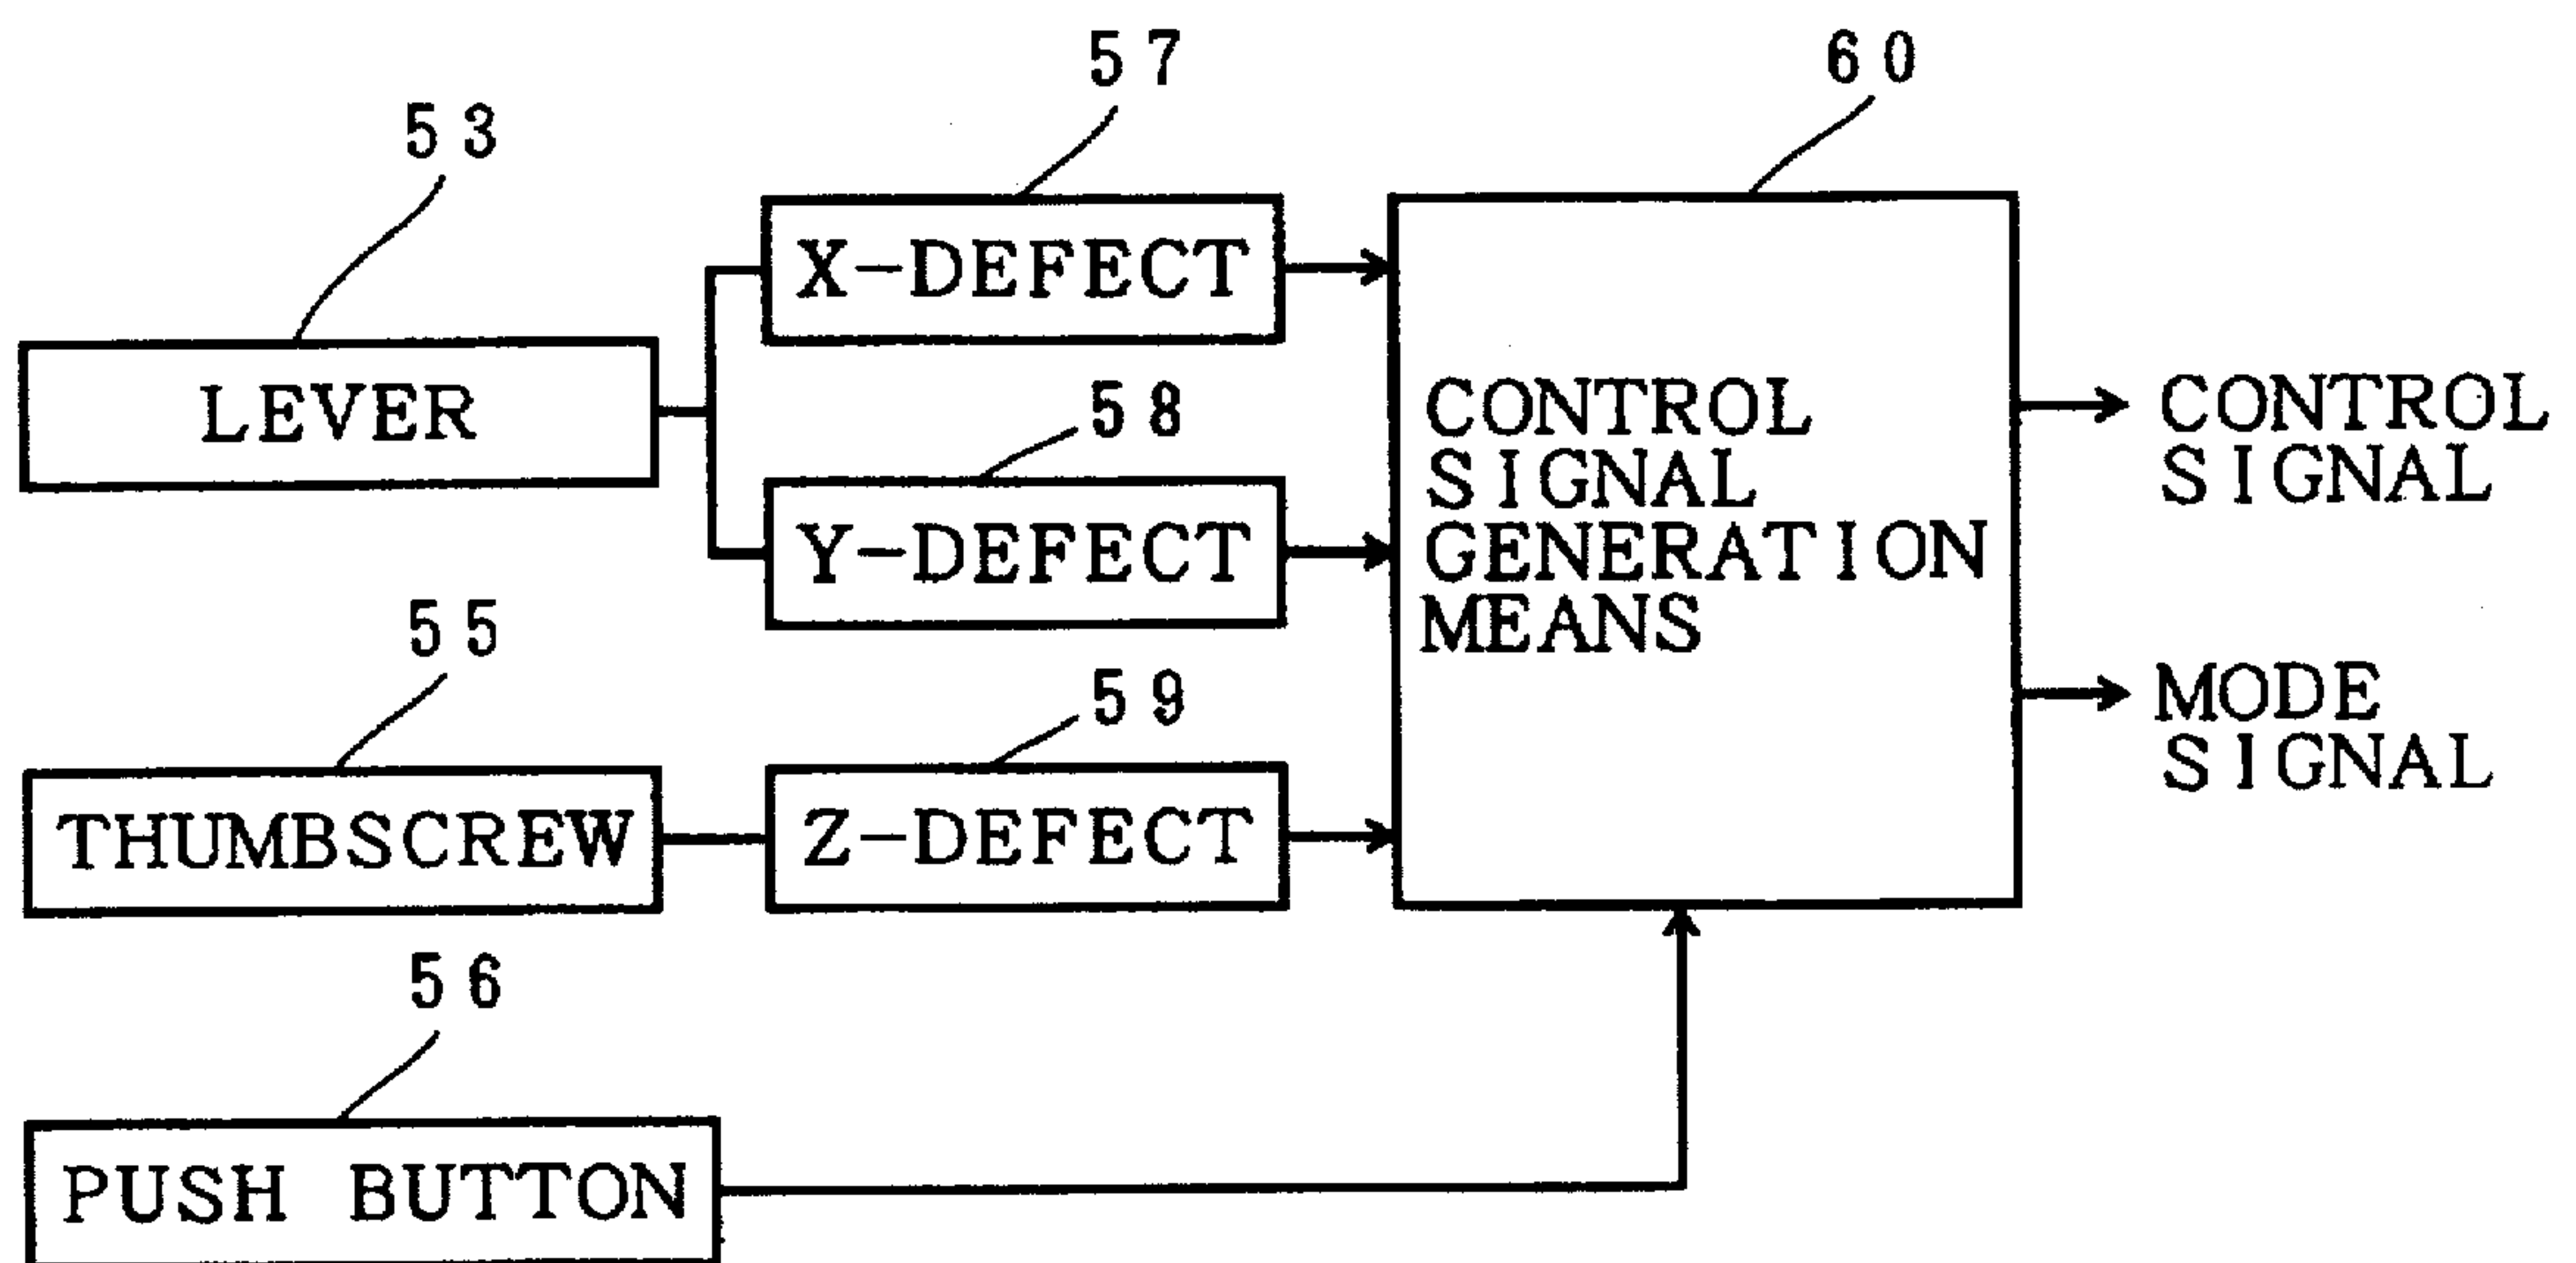 57
60
53
X-DEFECT
LEVER
58
CONTROL
SIGNAL
GENERATION
MEANS
CONTROL
SIGNAL
Y-DEFECT
55
59
MODE
SIGNAL
THUMBSCREW
Z-DEFECT
56
PUSH BUTTON